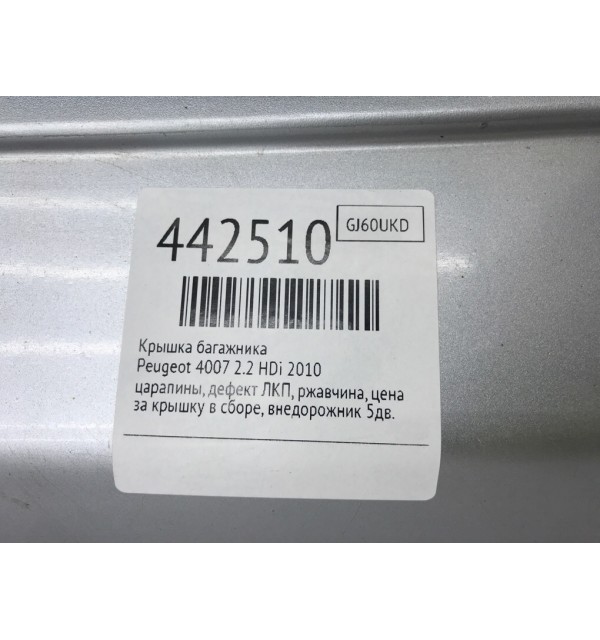 442510
GJ60UKD
Крышка багажника
Peugeot 4007 2.2 HDi 2010
царапины, дефект ЛКП, ржавчина, цена
за крышку в сборе, внедорожник 5дв.